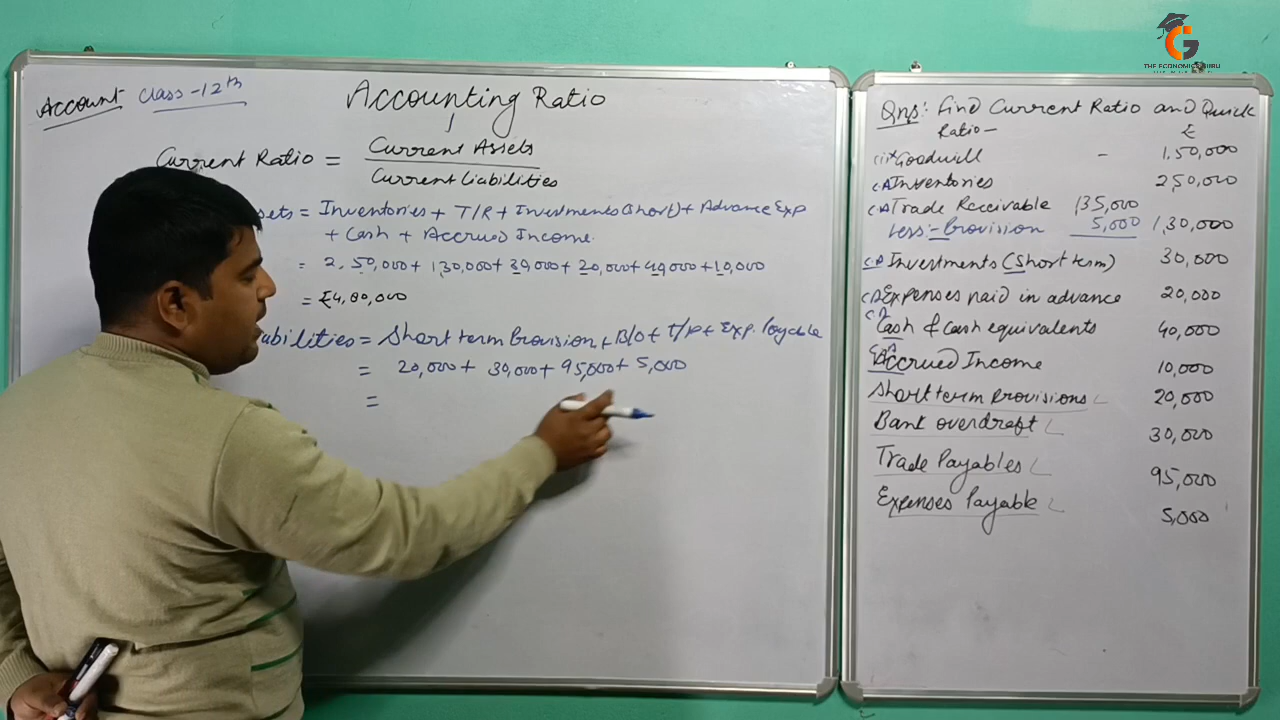 THE ECONOMICS GURU
Account Class-12th
Accounting Ratio
Current Ratio = Current Assets
Current Liabilities
sets = Inventories + T/R + Investments (Short) + Advance Exp
+ Cash + Accrued Income.
= 2,50,000 + 130,000 + 30,000 + 20,000 + 40,000 + 10,000
= ₹4,80,000
abilities = Short term Provision + B/O + T/P + Exp. Payable
= 20,000 + 30,000 + 95,000 + 5,000
=
Qns:- Find Current Ratio and Quick
Ratio - ₹
Goodwill - 1,50,000
C.A Inventories 2,50,000
C.A Trade Receivable 1,35,000
Less:- Provision 5,000 1,30,000
C.A Investments (Short term) 30,000
C.A Expenses paid in advance 20,000
C.A
Cash & Cash equivalents 40,000
Accrued Income 10,000
Short term Provisions 20,000
Bank overdraft 30,000
Trade Payables 95,000
Expenses Payable 5,000